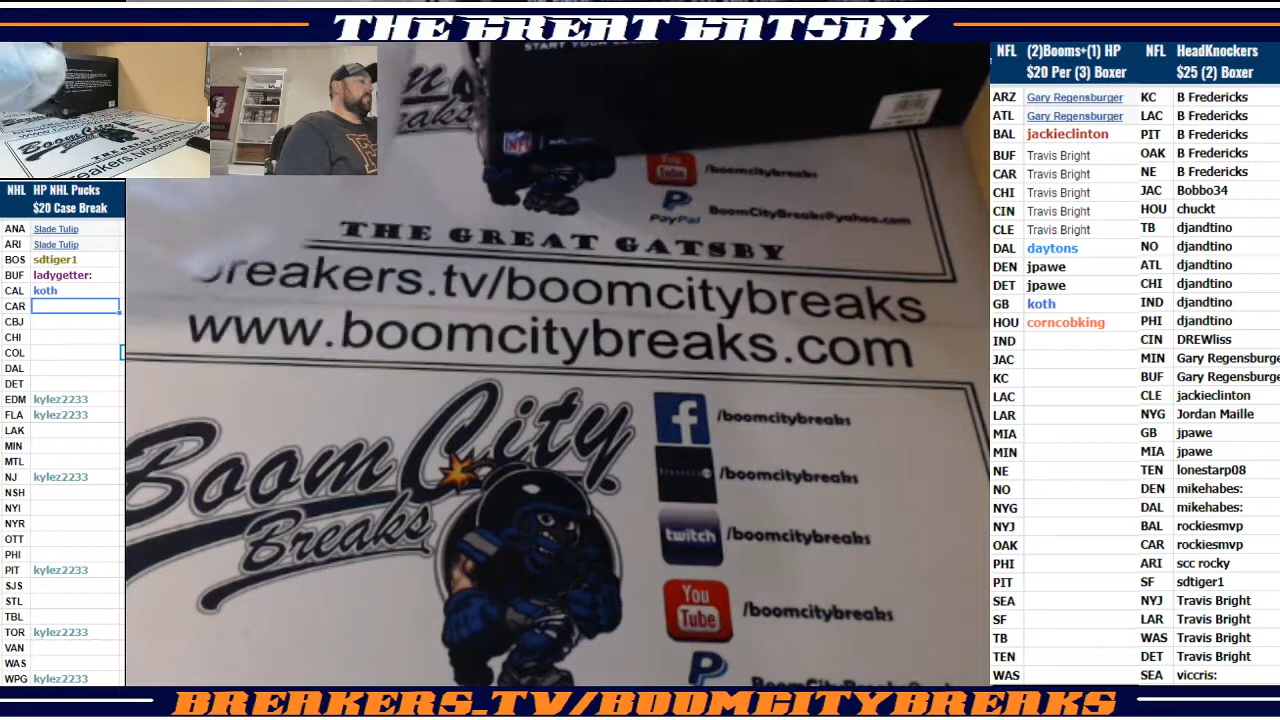 THE GREAT GATSBY
NHL HP NHL Pucks
$20 Case Break
ANA Slade Tulip
ARI Slade Tulip
BOS sdtiger1
BUF ladygetter:
CAL koth
CAR
CBJ
CHI
COL
DAL
DET
EDM kylez2233
FLA kylez2233
LAK
MIN
MTL
NJ kylez2233
NSH
NYI
NYR
OTT
PHI
PIT kylez2233
SJS
STL
TBL
TOR kylez2233
VAN
WAS
WPG kylez2233
START YOUR
NFL
You Tube /boomcitybreaks
PayPal BoomCityBreaks@yahoo.com
THE GREAT GATSBY
breakers.tv/boomcitybreaks
www.boomcitybreaks.com
Boom City Breaks
f /boomcitybreaks
/boomcitybreaks
twitch /boomcitybreaks
You Tube /boomcitybreaks
NFL (2)Booms+(1) HP
$20 Per (3) Boxer
ARZ Gary Regensburger
ATL Gary Regensburger
BAL jackieclinton
BUF Travis Bright
CAR Travis Bright
CHI Travis Bright
CIN Travis Bright
CLE Travis Bright
DAL daytons
DEN jpawe
DET jpawe
GB koth
HOU corncobking
IND
JAC
KC
LAC
LAR
MIA
MIN
NE
NO
NYG
NYJ
OAK
PHI
PIT
SEA
SF
TB
TEN
WAS
NFL HeadKnockers
$25 (2) Boxer
KC B Fredericks
LAC B Fredericks
PIT B Fredericks
OAK B Fredericks
NE B Fredericks
JAC Bobbo34
HOU chuckt
TB djandtino
NO djandtino
ATL djandtino
CHI djandtino
IND djandtino
PHI djandtino
CIN DREWliss
MIN Gary Regensburge
BUF Gary Regensburge
CLE jackieclinton
NYG Jordan Maille
GB jpawe
MIA jpawe
TEN lonestarp08
DEN mikehabes:
DAL mikehabes:
BAL rockiesmvp
CAR rockiesmvp
ARI scc rocky
SF sdtiger1
NYJ Travis Bright
LAR Travis Bright
WAS Travis Bright
DET Travis Bright
SEA viccris:
BREAKERS.TV/BOOMCITYBREAKS